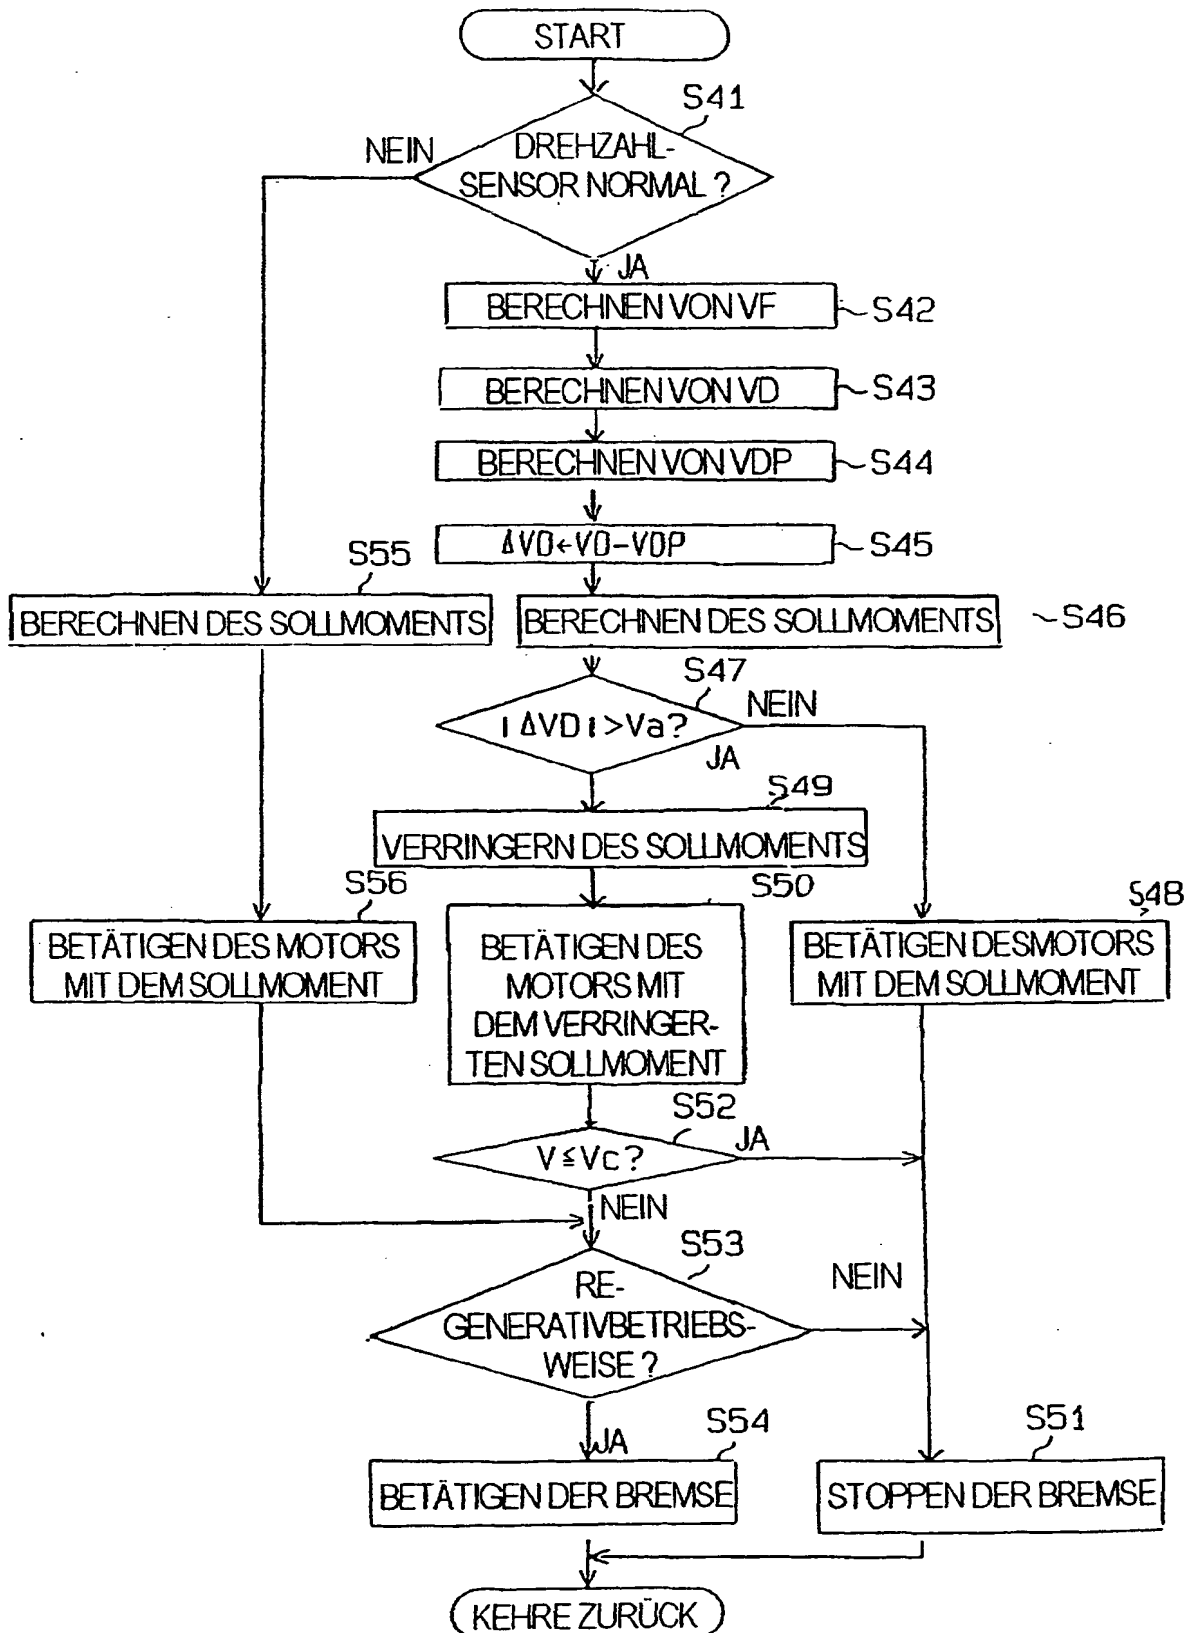 START
S41
NEIN
DREHZAHL-
SENSOR NORMAL ?
JA
BERECHNEN VON VF
S42
BERECHNEN VON VD
S43
BERECHNEN VON VDP
S44
ΔVD←VD-VDP
S45
S55
BERECHNEN DES SOLLMOMENTS
BERECHNEN DES SOLLMOMENTS
S46
S47
NEIN
| ΔVD | >Va?
JA
S49
VERRINGERN DES SOLLMOMENTS
S56
S50
S48
BETÄTIGEN DES MOTORS
MIT DEM SOLLMOMENT
BETÄTIGEN DES
MOTORS MIT
DEM VERRINGER-
TEN SOLLMOMENT
BETÄTIGEN DESMOTORS
MIT DEM SOLLMOMENT
S52
JA
V≦Vc?
NEIN
S53
NEIN
RE-
GENERATIVBETRIEBS-
WEISE ?
JA
S54
S51
BETÄTIGEN DER BREMSE
STOPPEN DER BREMSE
KEHRE ZURÜCK